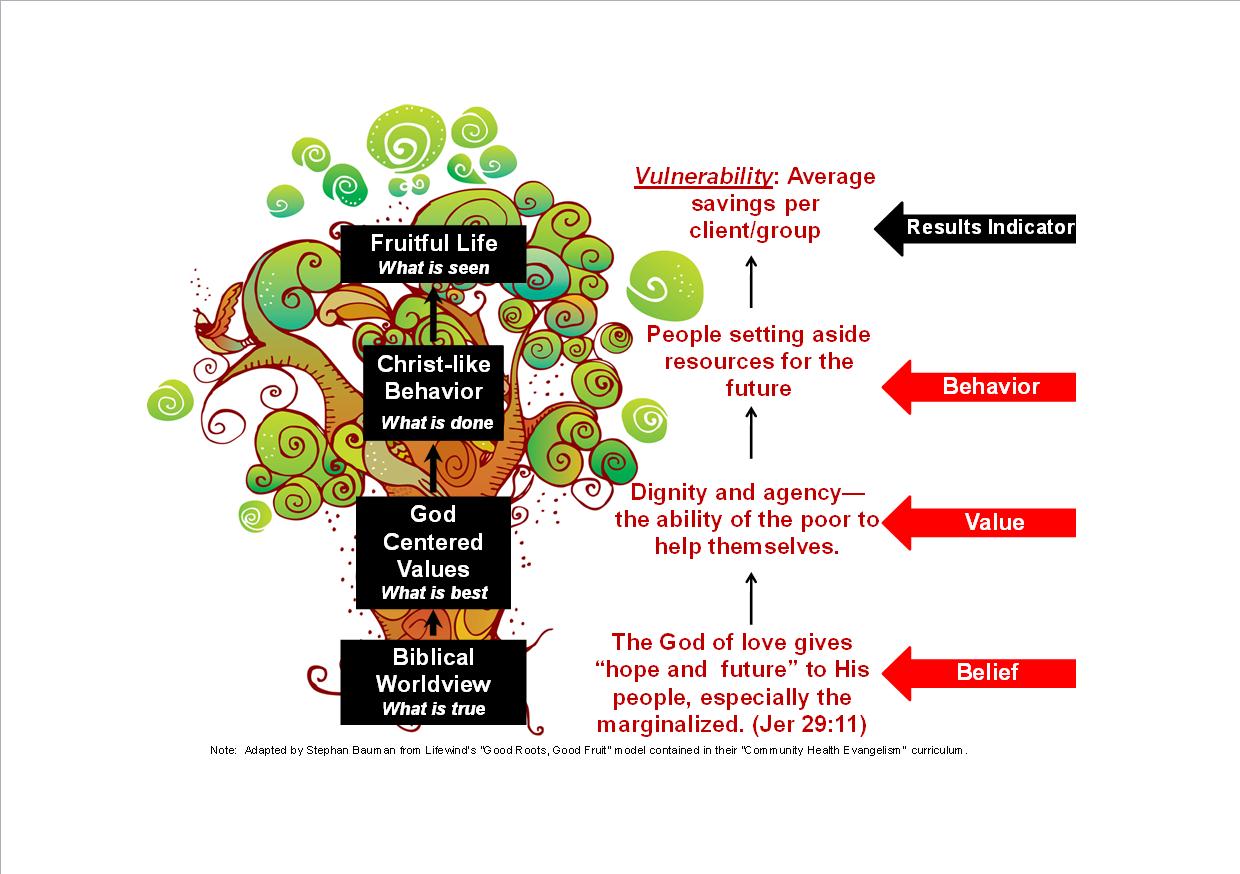 Fruitful Life
What is seen
Christ-like
Behavior
What is done
God
Centered
Values
What is best
Biblical
Worldview
What is true
Vulnerability: Average
savings per
client/group
Results Indicator
People setting aside
resources for the
future
Behavior
Dignity and agency—
the ability of the poor to
help themselves.
Value
The God of love gives
“hope and  future” to His
people, especially the
marginalized. (Jer 29:11)
Belief
Note:  Adapted by Stephan Bauman from Lifewind's "Good Roots, Good Fruit" model contained in their "Community Health Evangelism" curriculum.